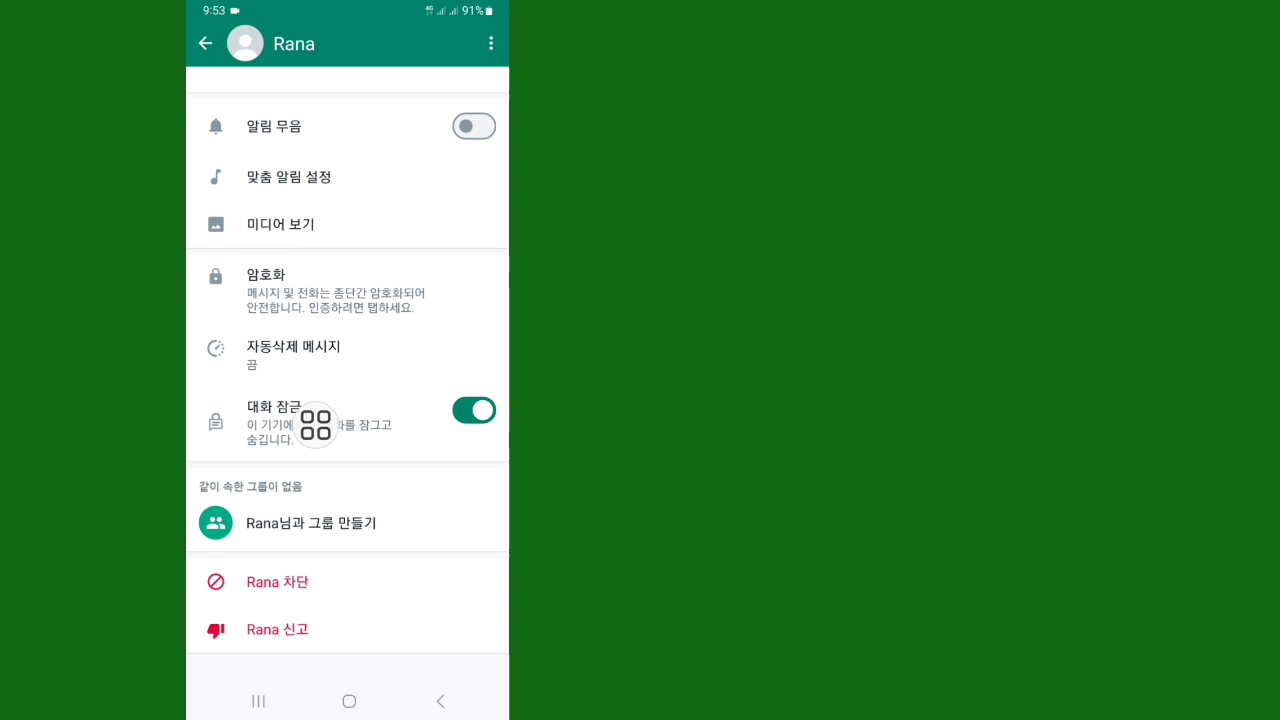 9:53
4G
91%
Rana
알림 무음
맞춤 알림 설정
미디어 보기
암호화
메시지 및 전화는 종단간 암호화되어
안전합니다. 인증하려면 탭하세요.
자동삭제 메시지
끔
대화 잠금
이 기기에 화를 잠그고
숨깁니다.
같이 속한 그룹이 없음
Rana님과 그룹 만들기
Rana 차단
Rana 신고